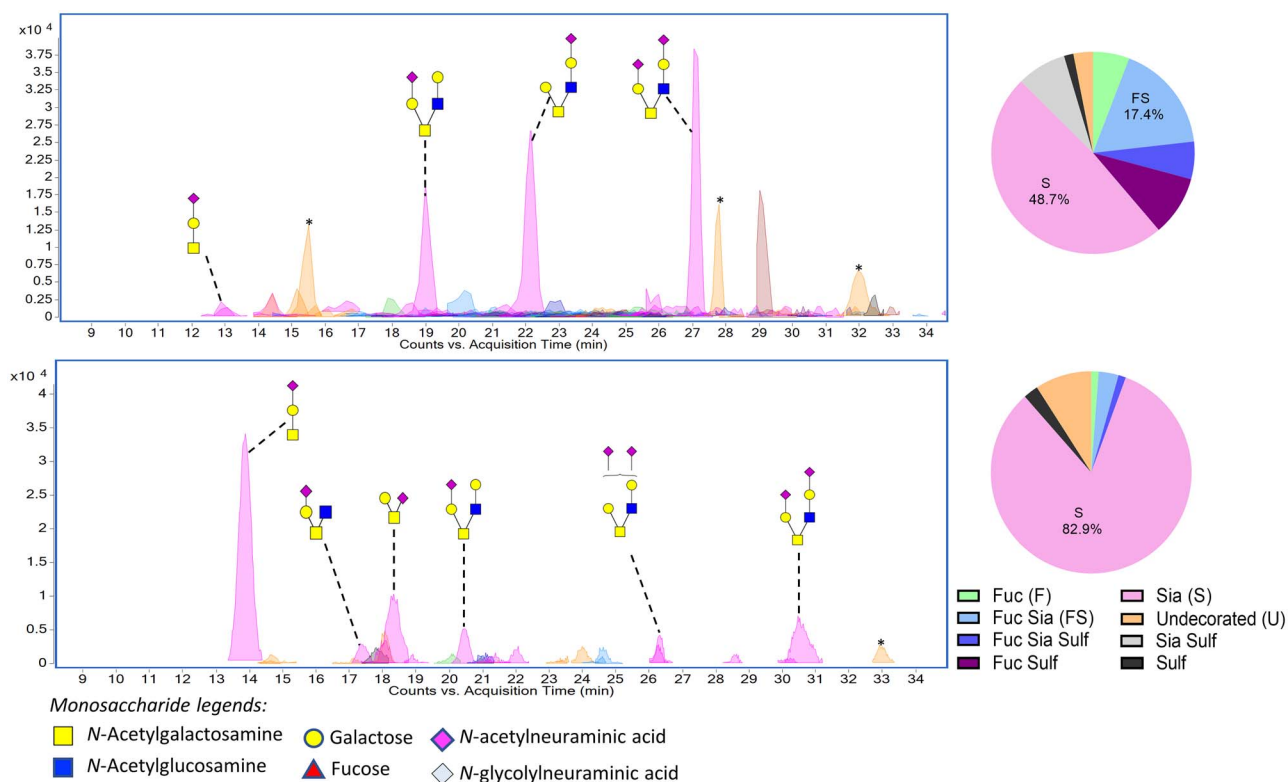 x10 4
3.75
3.5
3.25
3
2.75
2.5
2.25
2
1.75
1.5
1.25
1
0.75
0.5
0.25
0
*
*
*
9 10 11 12 13 14 15 16 17 18 19 20 21 22 23 24 25 26 27 28 29 30 31 32 33 34
Counts vs. Acquisition Time (min)
FS
17.4%
S
48.7%
x10 4
4
3.5
3
2.5
2
1.5
1
0.5
0
*
9 10 11 12 13 14 15 16 17 18 19 20 21 22 23 24 25 26 27 28 29 30 31 32 33 34
Counts vs. Acquisition Time (min)
S
82.9%
Fuc (F)
Fuc Sia (FS)
Fuc Sia Sulf
Fuc Sulf
Sia (S)
Undecorated (U)
Sia Sulf
Sulf
Monosaccharide legends:
N-Acetylgalactosamine
Galactose
N-acetylneuraminic acid
N-Acetylglucosamine
Fucose
N-glycolylneuraminic acid